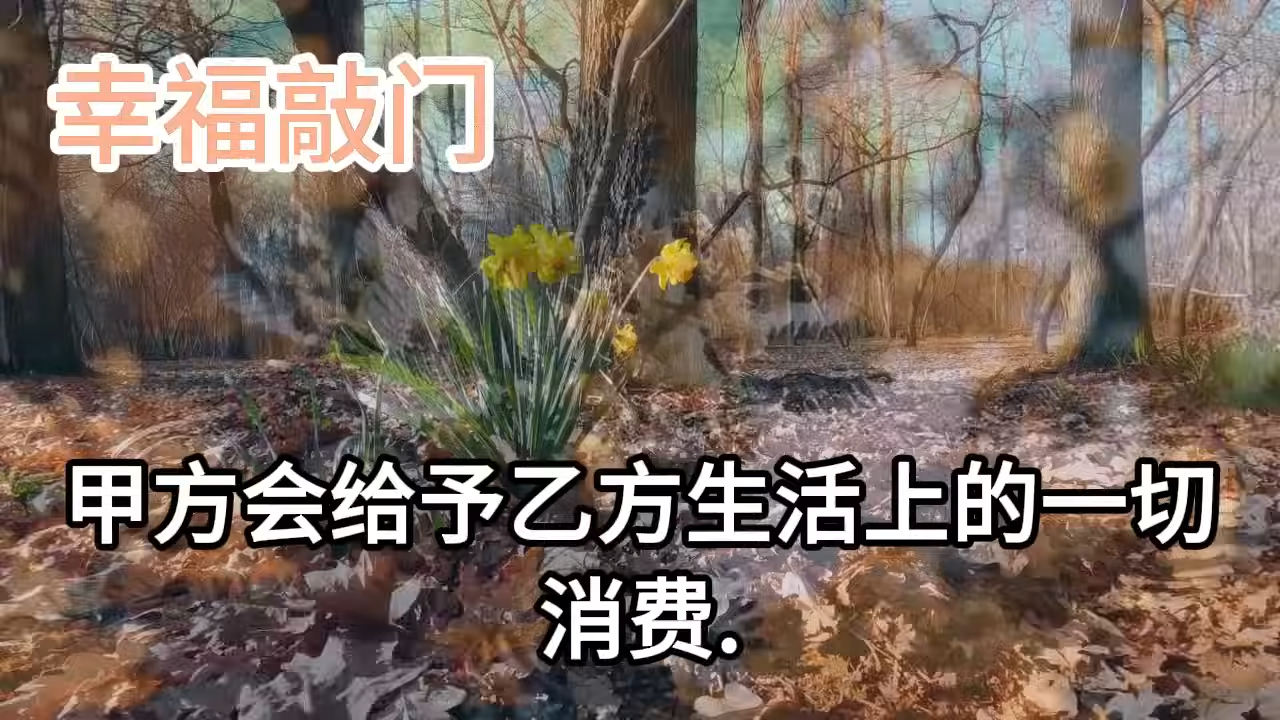 幸福敲门
甲方会给予乙方生活上的一切
消费.